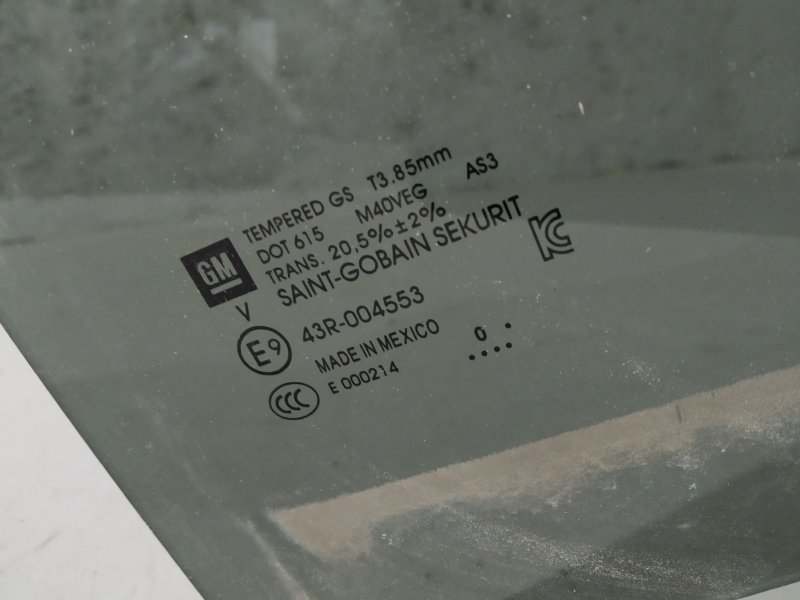 GM
TEMPERED GS T3.85mm
DOT 615 M40VEG AS3
TRANS. 20,5%±2%
SAINT-GOBAIN SEKURIT
V
E9 43R-004553
MADE IN MEXICO
E 000214
CCC
0
KC